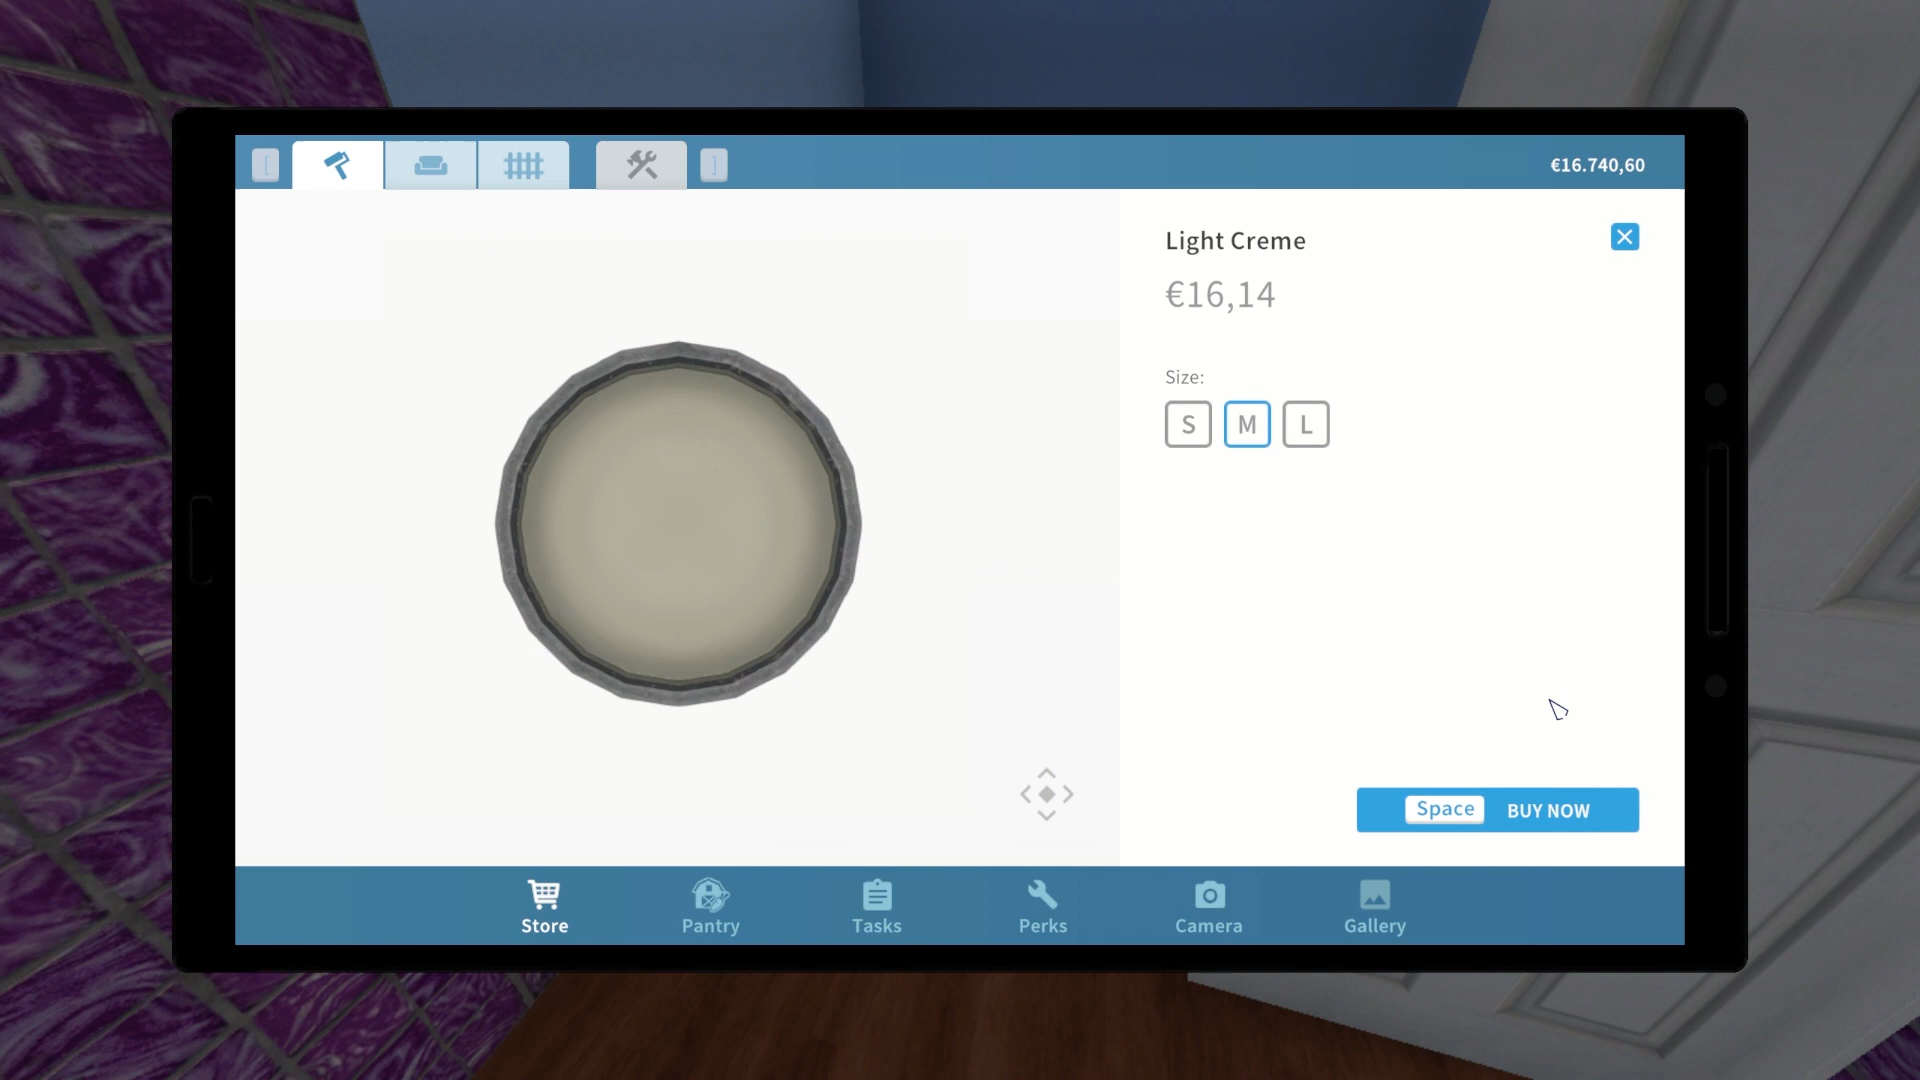 [
]
€16.740,60
Light Creme
€16,14
Size:
S M L
Space BUY NOW
Store Pantry Tasks Perks Camera Gallery